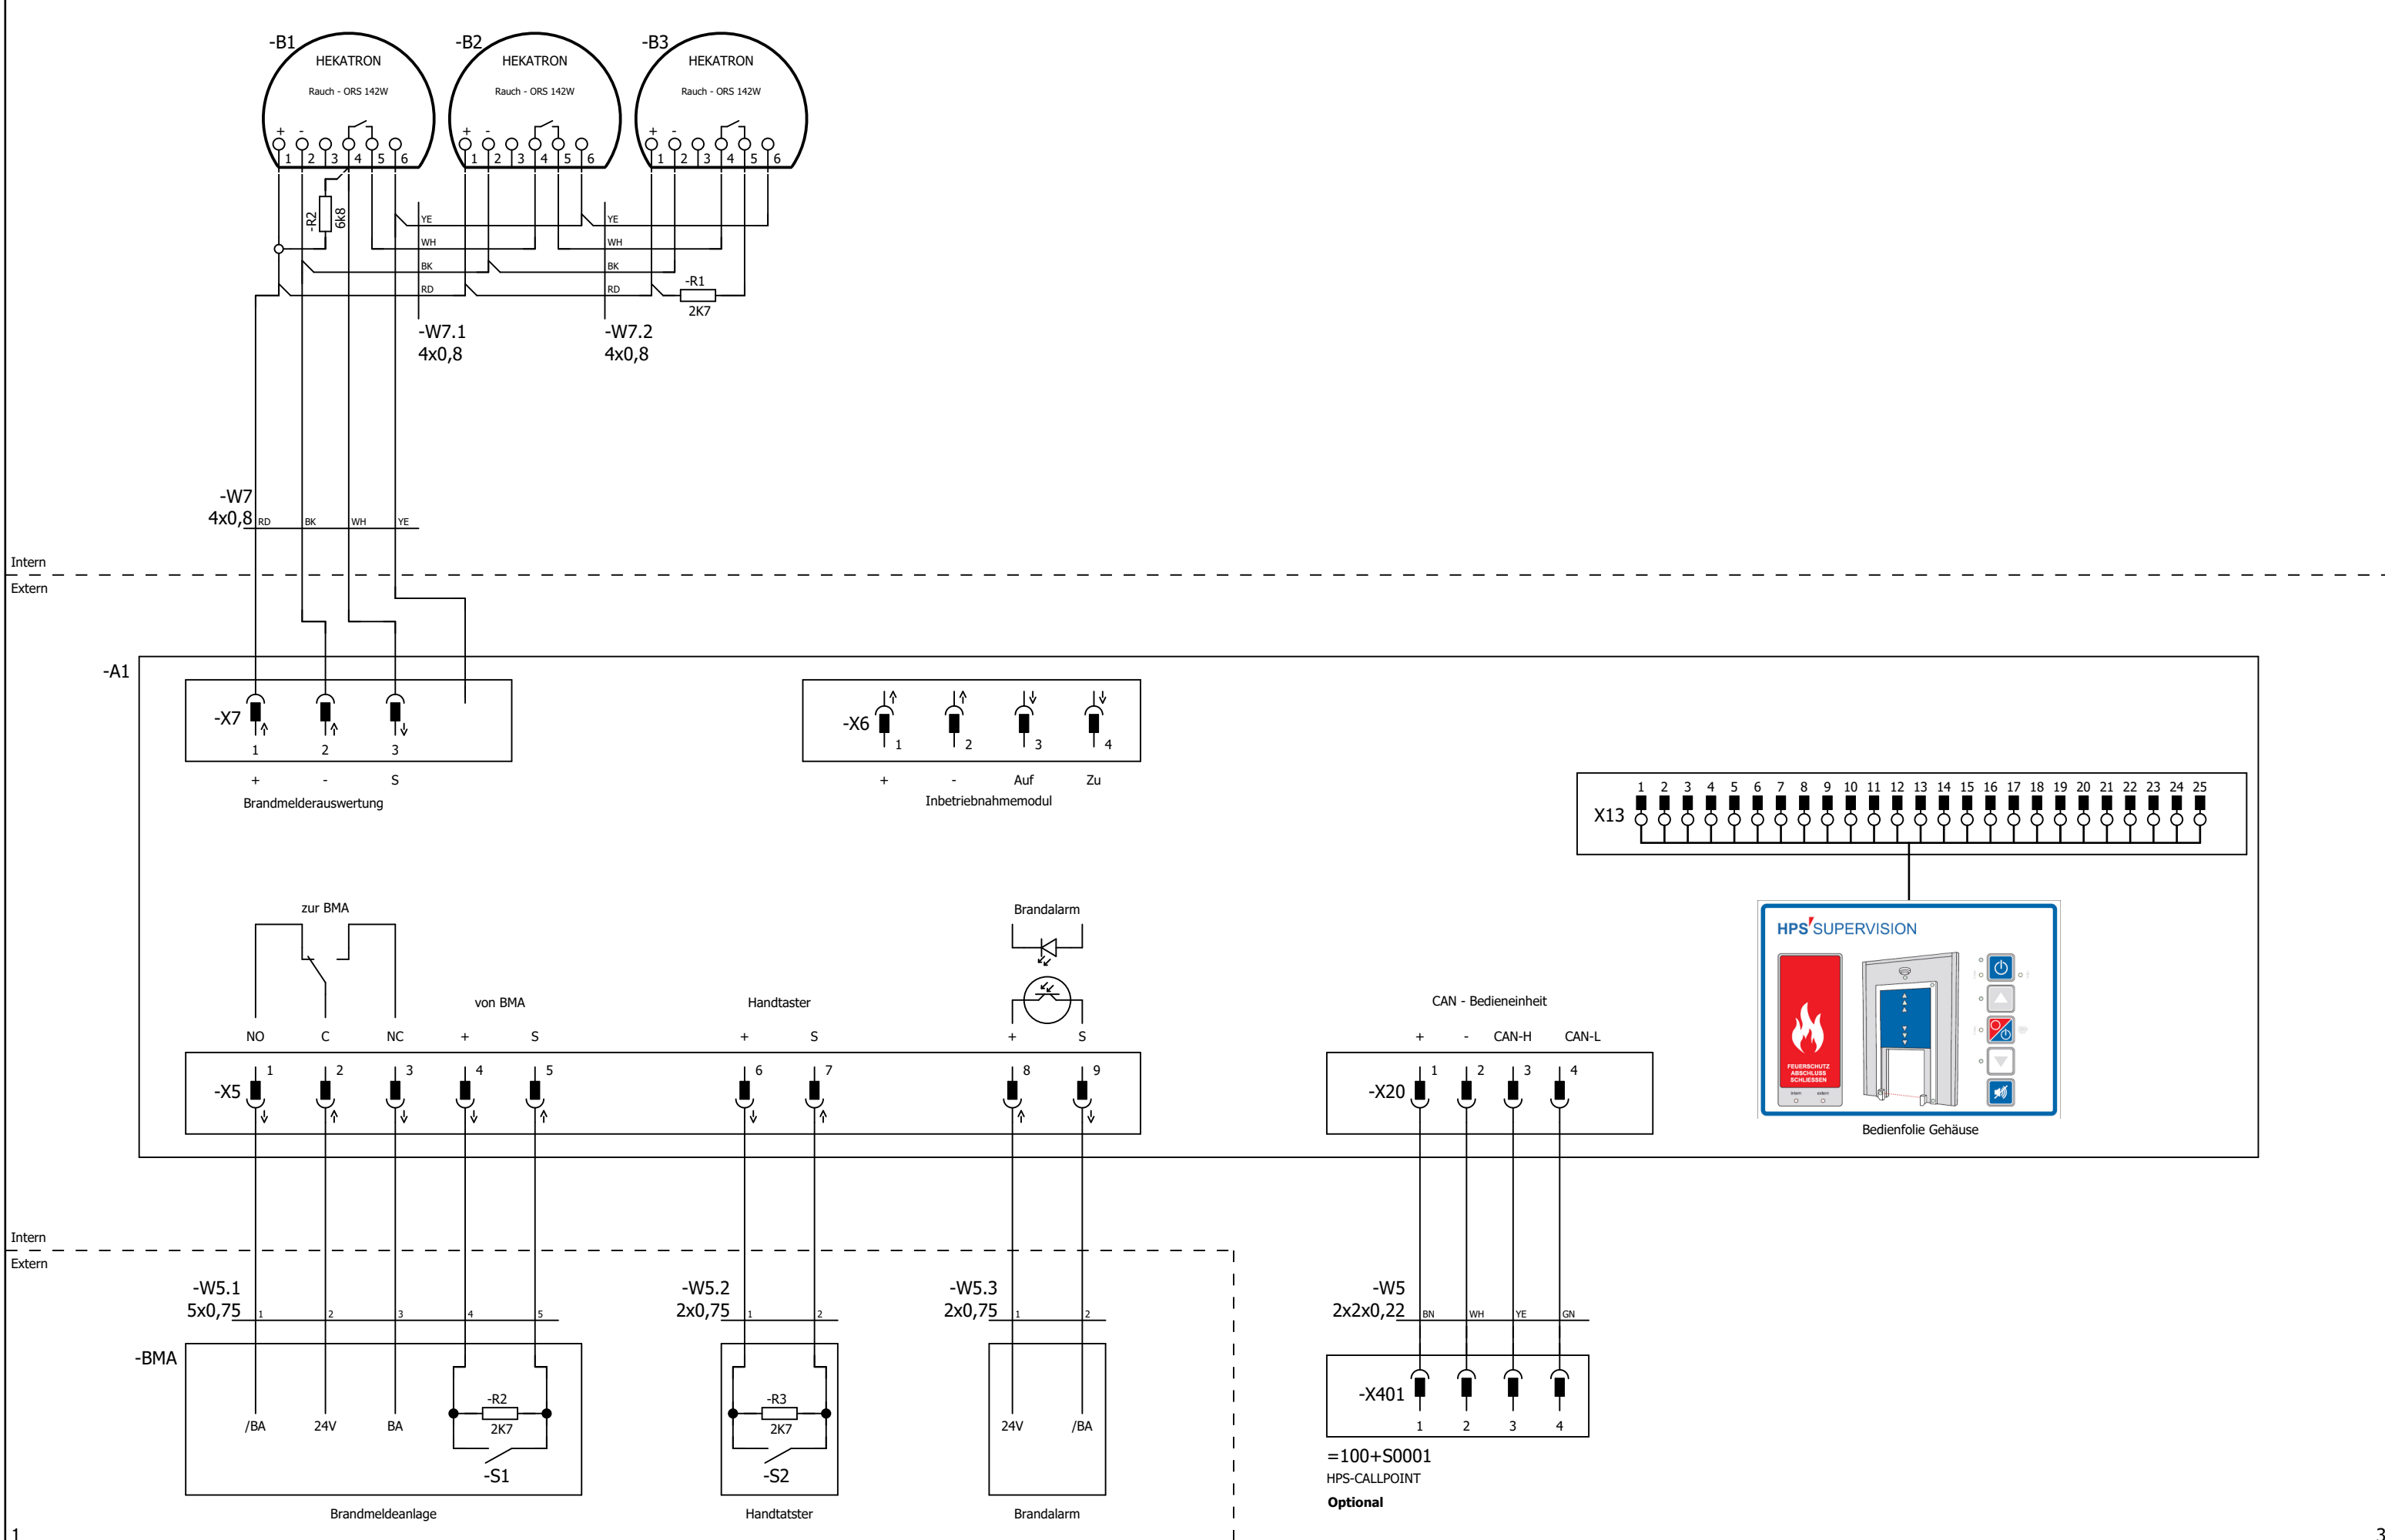 -B1 -B2 -B3
HEKATRON HEKATRON HEKATRON
Rauch - ORS 142W Rauch - ORS 142W Rauch - ORS 142W
+ - + - + -
1 2 3 4 5 6 1 2 3 4 5 6 1 2 3 4 5 6
-R2
6k8
YE YE
WH WH
BK BK
RD RD
-R1
2K7
-W7.1 -W7.2
4x0,8 4x0,8
-W7
4x0,8 RD BK WH YE
Intern
Extern
-A1
-X7
1 2 3
+ - S
Brandmelderauswertung
-X6
1 2 3 4
+ - Auf Zu
Inbetriebnahmemodul
1 2 3 4 5 6 7 8 9 10 11 12 13 14 15 16 17 18 19 20 21 22 23 24 25
X13
zur BMA
Brandalarm
von BMA Handtaster
NO C NC + S + S + S
-X5 1 2 3 4 5 6 7 8 9
CAN - Bedieneinheit
+ - CAN-H CAN-L
-X20 1 2 3 4
HPS SUPERVISION
FEUERSCHUTZ
ABSCHLUSS
SCHLIESSEN
intern extern
Bedienfolie Gehäuse
Intern
Extern
-W5.1
5x0,75 1 2 3 4 5
-W5.2
2x0,75 1 2
-W5.3
2x0,75 1 2
-W5
2x2x0,22 BN WH YE GN
-BMA
/BA 24V BA
-R2
2K7
-S1
Brandmeldeanlage
-R3
2K7
-S2
Handtatster
24V /BA
Brandalarm
-X401
1 2 3 4
=100+S0001
HPS-CALLPOINT
Optional
1 3